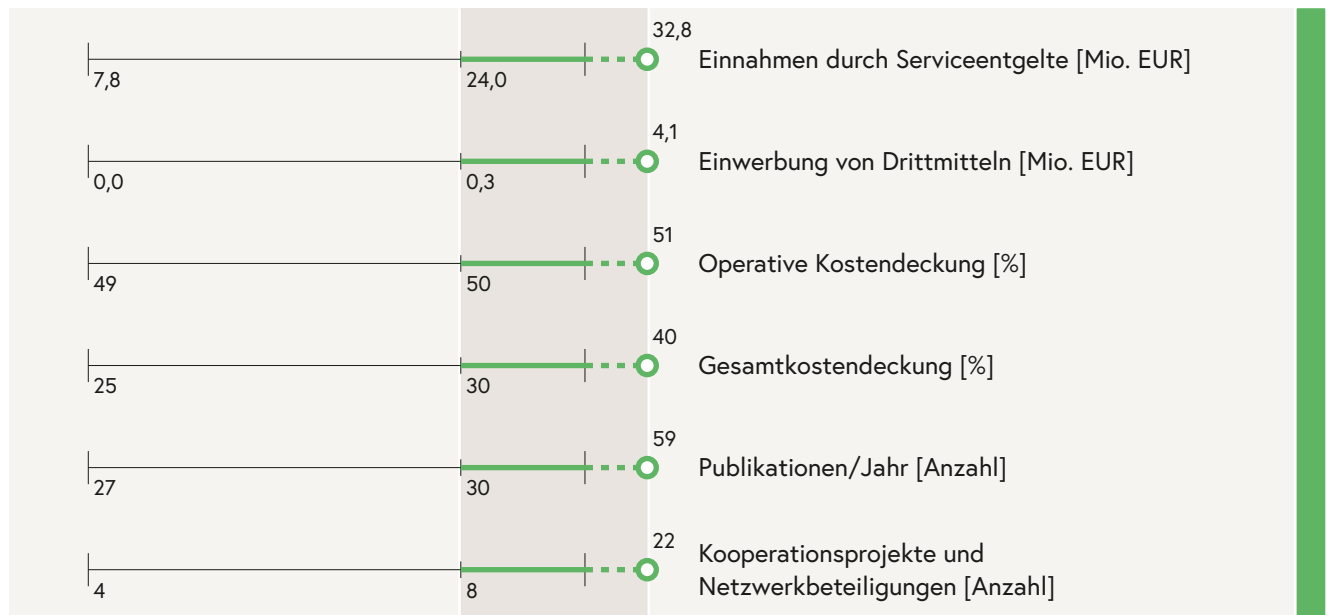 32,8
7,8
24,0
Einnahmen durch Serviceentgelte [Mio. EUR]
4,1
0,0
0,3
Einwerbung von Drittmitteln [Mio. EUR]
51
49
50
Operative Kostendeckung [%]
40
25
30
Gesamtkostendeckung [%]
59
27
30
Publikationen/Jahr [Anzahl]
22
4
8
Kooperationsprojekte und
Netzwerkbeteiligungen [Anzahl]